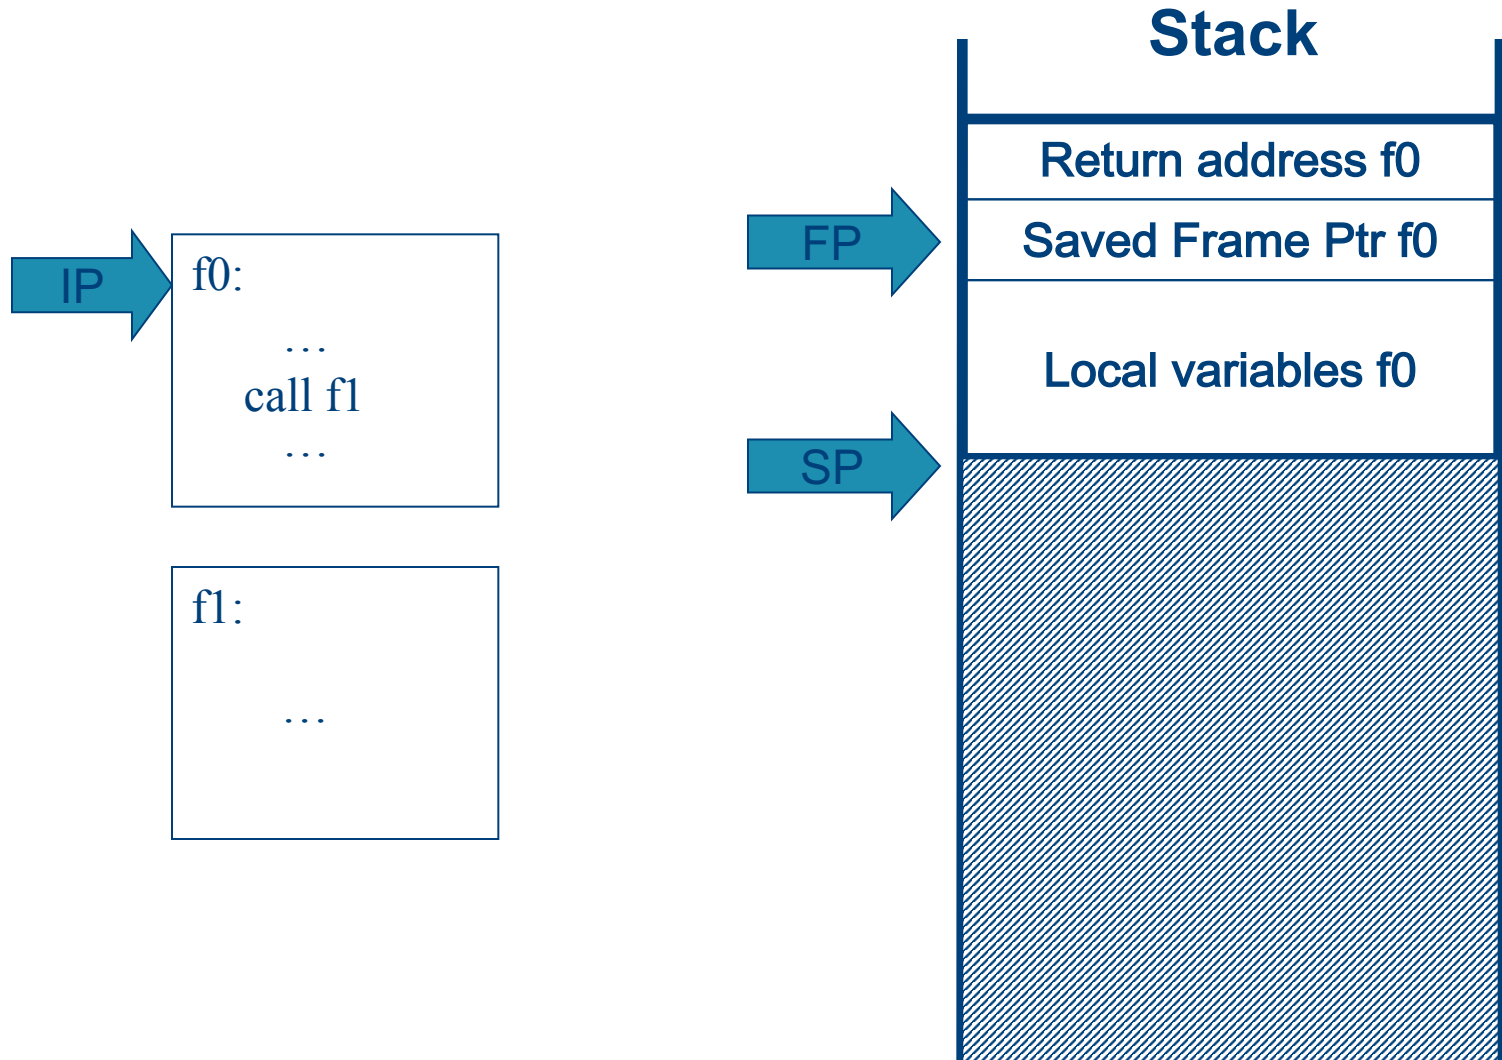 Stack
Return address f0
FP
Saved Frame Ptr f0
IP
f0:
…
call f1
…
Local variables f0
SP
f1:
…